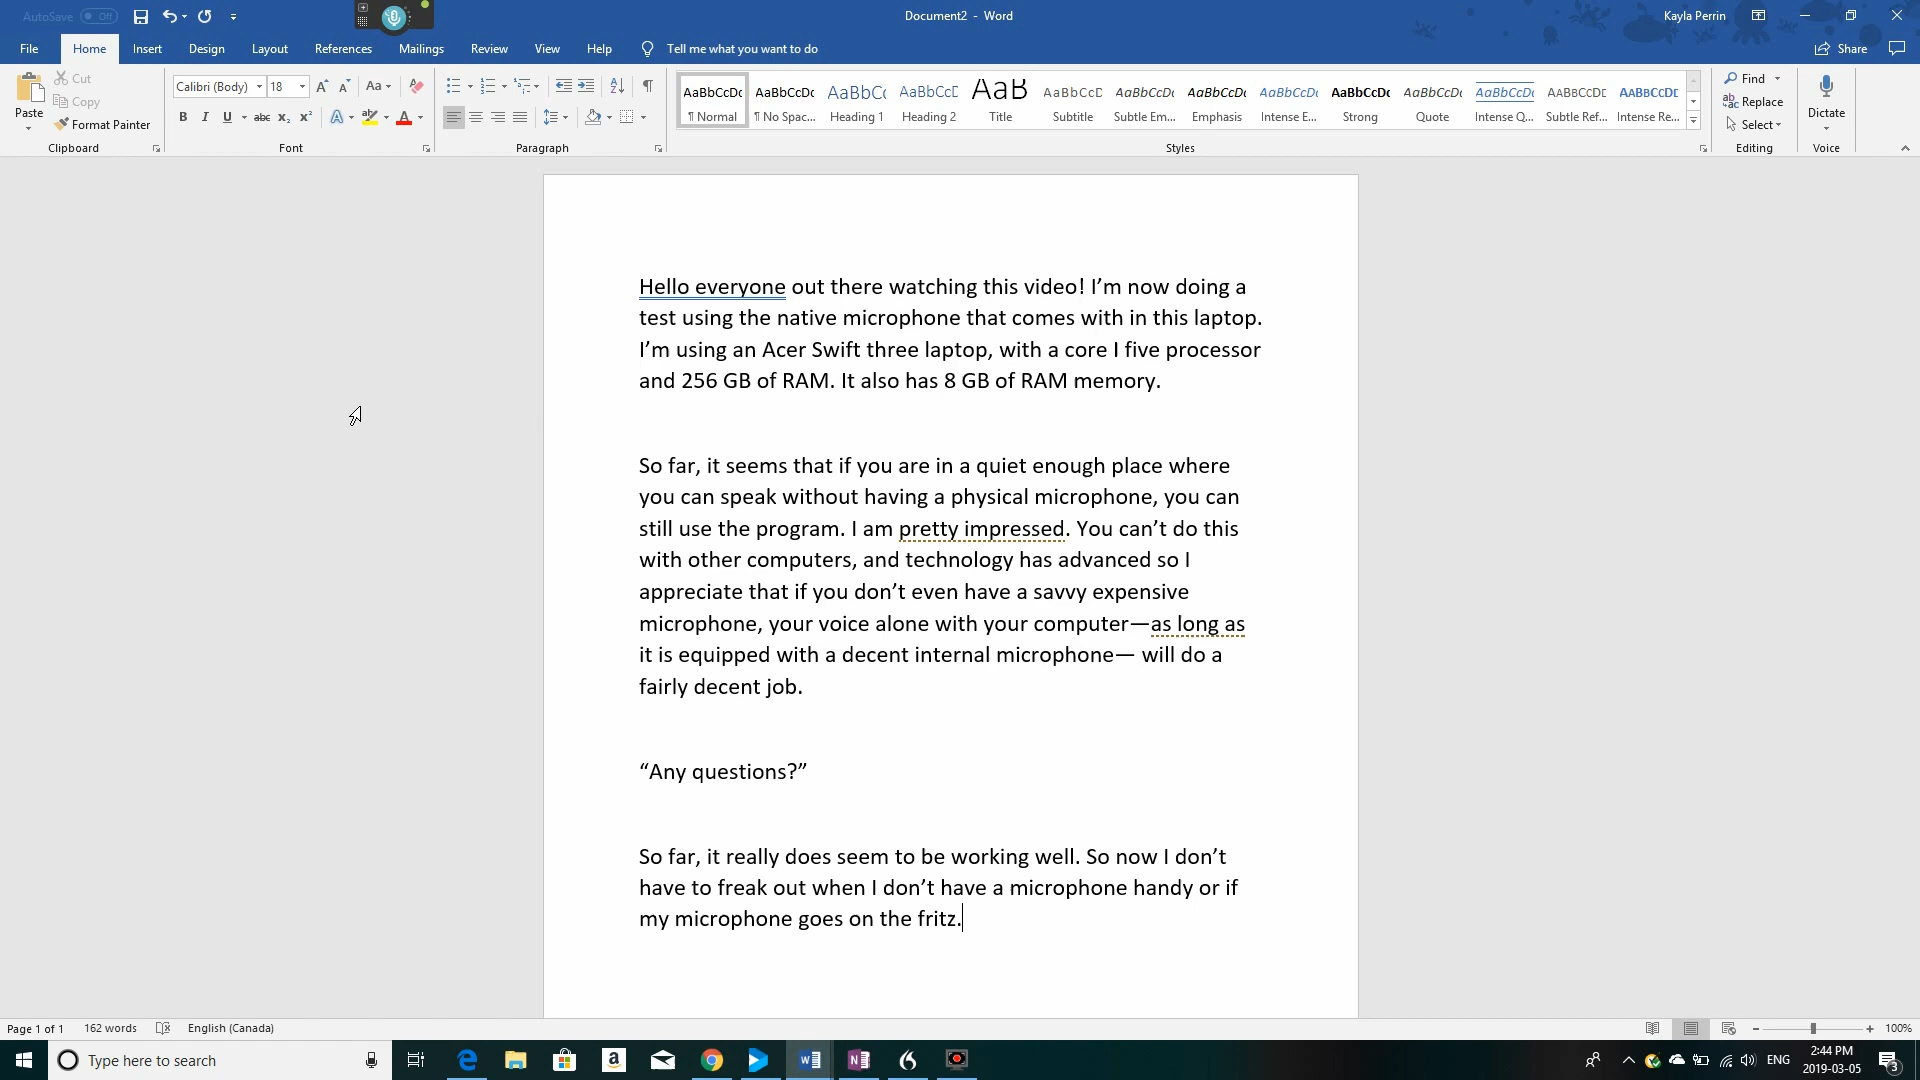 AutoSave Off
Document2 - Word
Kayla Perrin
File Home Insert Design Layout References Mailings Review View Help Tell me what you want to do
Share
Paste
Cut
Copy
Format Painter
Clipboard
Calibri (Body) 18
Aa
B I U abc x₂ x²
A A
Font
Paragraph
AaBbCcDc AaBbCcDc AaBbCc AaBbCcD AaB AaBbCcD AaBbCcDc AaBbCcDc AaBbCcDc AaBbCcDc AaBbCcDc AaBbCcDc AABBCCDD AABBCCDD
¶ Normal ¶ No Spac... Heading 1 Heading 2 Title Subtitle Subtle Em... Emphasis Intense E... Strong Quote Intense Q... Subtle Ref... Intense Re...
Styles
Find
Replace
Select
Editing
Dictate
Voice
Hello everyone out there watching this video! I’m now doing a
test using the native microphone that comes with in this laptop.
I’m using an Acer Swift three laptop, with a core I five processor
and 256 GB of RAM. It also has 8 GB of RAM memory.
So far, it seems that if you are in a quiet enough place where
you can speak without having a physical microphone, you can
still use the program. I am pretty impressed. You can’t do this
with other computers, and technology has advanced so I
appreciate that if you don’t even have a savvy expensive
microphone, your voice alone with your computer—as long as
it is equipped with a decent internal microphone— will do a
fairly decent job.
“Any questions?”
So far, it really does seem to be working well. So now I don’t
have to freak out when I don’t have a microphone handy or if
my microphone goes on the fritz.
Page 1 of 1 162 words English (Canada)
100%
Type here to search
ENG
2:44 PM
2019-03-05
3